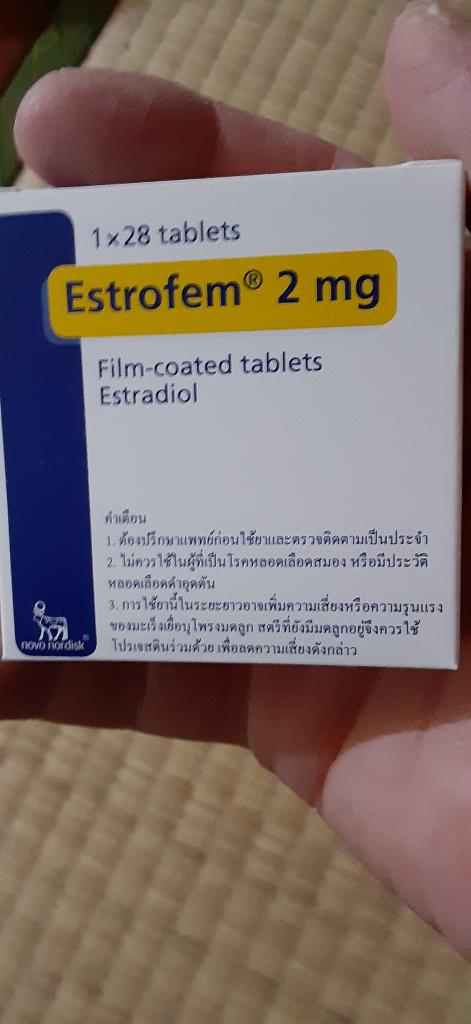 1×28 tablets
Estrofem® 2 mg
Film-coated tablets
Estradiol
คำเตือน
1. ต้องปรึกษาแพทย์ก่อนใช้ยาและตรวจติดตามเป็นประจำ
2. ไม่ควรใช้ในผู้ที่เป็นโรคหลอดเลือดสมอง หรือมีประวัติ
หลอดเลือดดำอุดตัน
3. การใช้ยานี้ในระยะยาวอาจเพิ่มความเสี่ยงหรือความรุนแรง
ของมะเร็งเยื่อบุโพรงมดลูก สตรีที่ยังมีมดลูกอยู่จึงควรใช้
โปรเจสตินร่วมด้วย เพื่อลดความเสี่ยงดังกล่าว
novo nordisk®